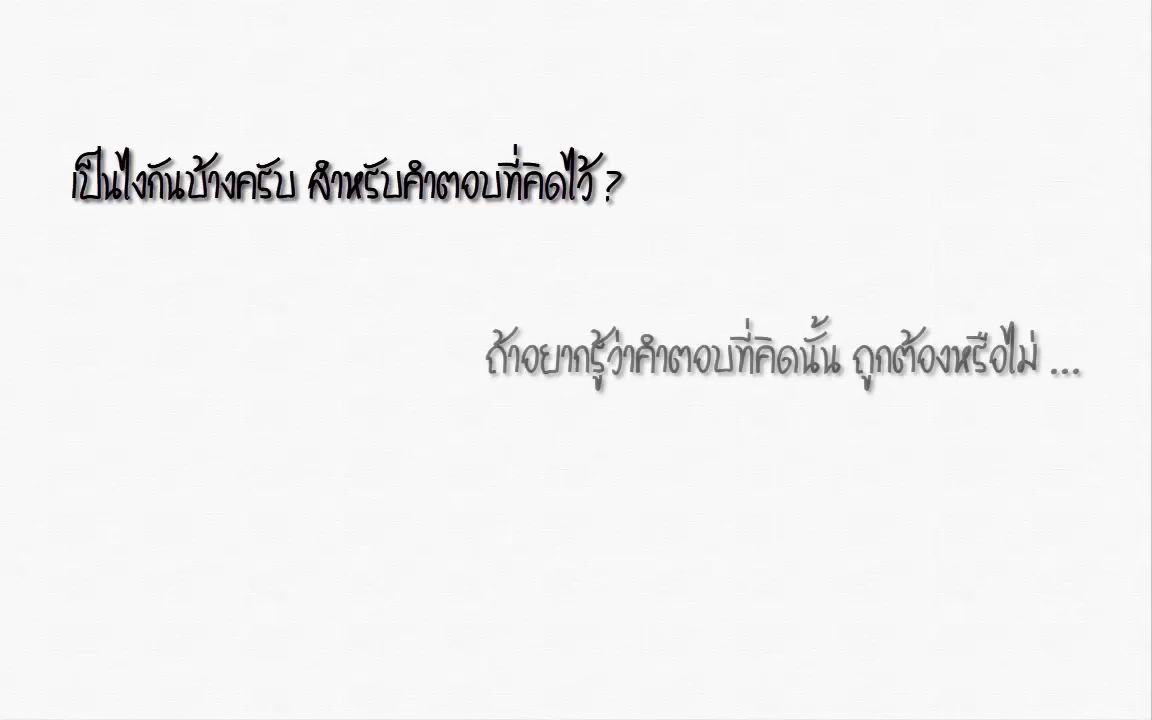 เป็นไงกันบ้างครับ สำหรับคำตอบที่คิดไว้ ?
ถ้าอยากรู้ว่าคำตอบที่คิดนั้น ถูกต้องหรือไม่ ...